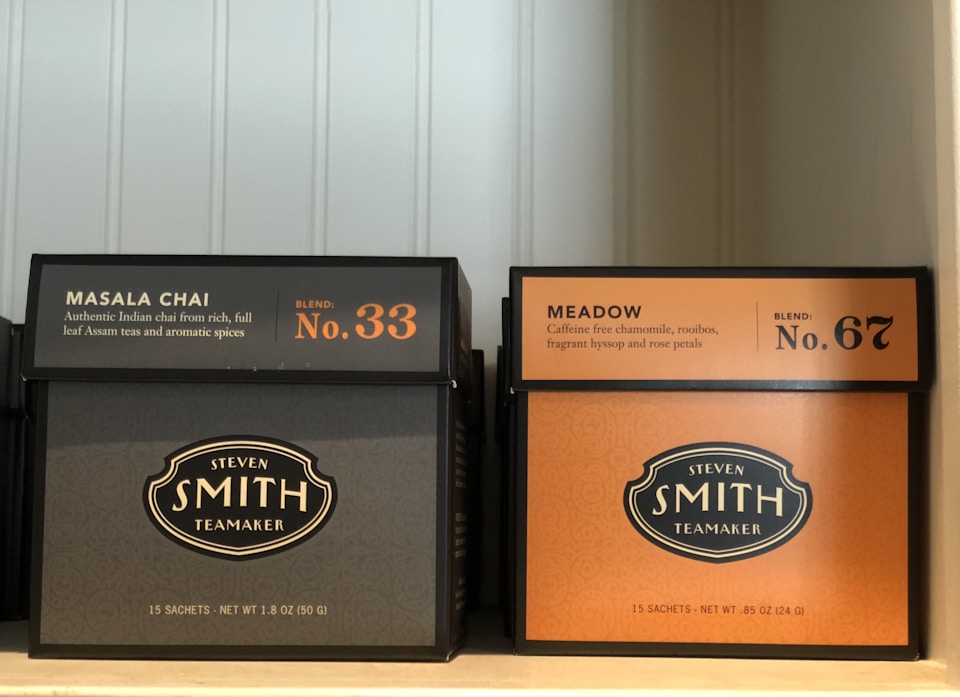 MASALA CHAI
Authentic Indian chai from rich, full
leaf Assam teas and aromatic spices
BLEND:
No. 33
STEVEN
SMITH
TEAMAKER
15 SACHETS - NET WT 1.8 OZ (50 G)
MEADOW
Caffeine free chamomile, rooibos,
fragrant hyssop and rose petals
BLEND:
No. 67
STEVEN
SMITH
TEAMAKER
15 SACHETS - NET WT .85 OZ (24 G)